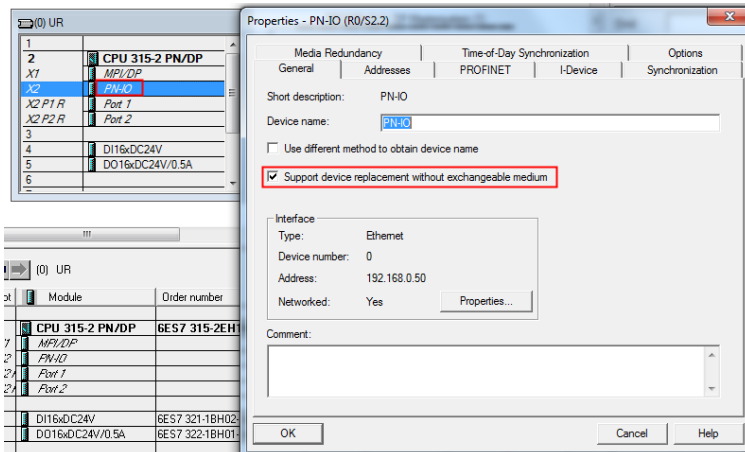 (0) UR
1
2 CPU 315-2 PN/DP
X1 MPI/DP
X2 PN-IO
X2 P1 R Port 1
X2 P2 R Port 2
3
4 DI16xDC24V
5 DO16xDC24V/0.5A
6
(0) UR
Module Order number
CPU 315-2 PN/DP 6ES7 315-2EH1
MPI/DP
2 PN-IO
Port 1
Port 2
DI16xDC24V 6ES7 321-1BH02-
DO16xDC24V/0.5A 6ES7 322-1BH01-
Properties - PN-IO (R0/S2.2)
Media Redundancy Time-of-Day Synchronization Options
General Addresses PROFINET I-Device Synchronization
Short description: PN-IO
Device name: PN-IO
Use different method to obtain device name
Support device replacement without exchangeable medium
Interface
Type: Ethernet
Device number: 0
Address: 192.168.0.50
Networked: Yes Properties...
Comment:
OK Cancel Help